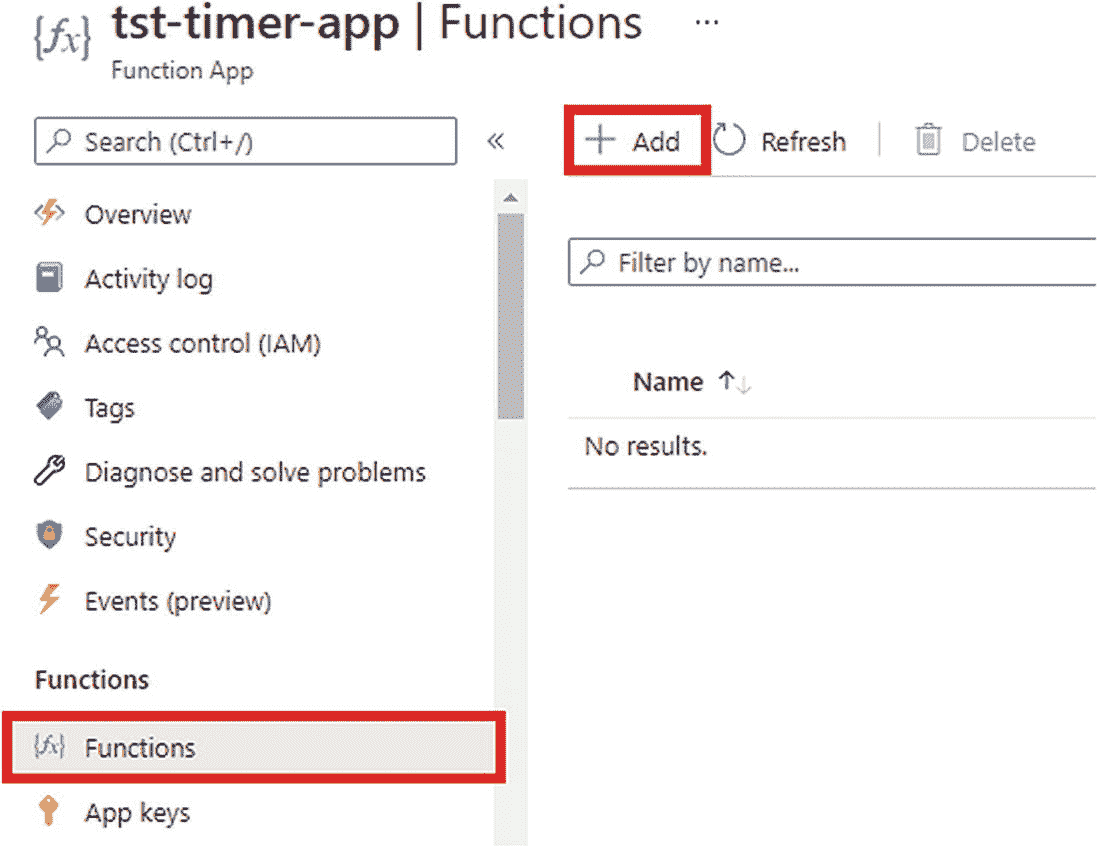 {fx} tst-timer-app | Functions ...
Function App
Search (Ctrl+/) «
Overview
Activity log
Access control (IAM)
Tags
Diagnose and solve problems
Security
Events (preview)
Functions
{fx} Functions
App keys
+ Add Refresh | Delete
Filter by name...
Name ↑↓
No results.